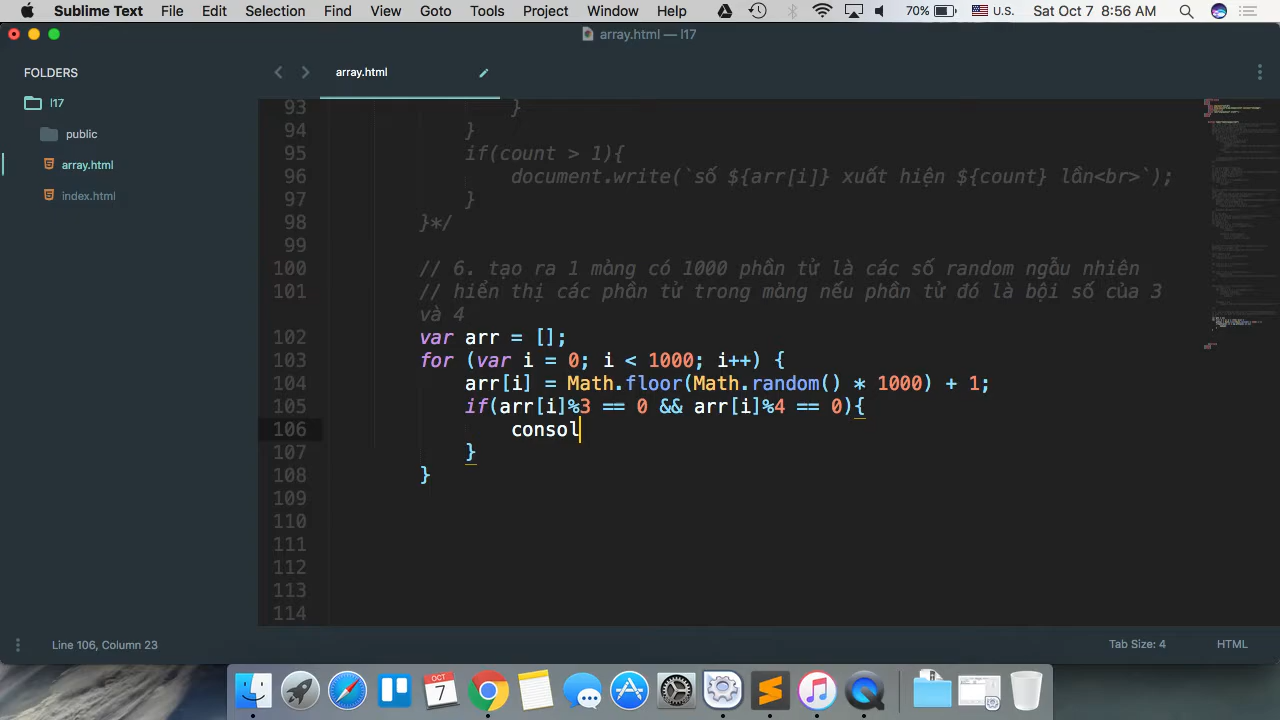 Sublime Text File Edit Selection Find View Goto Tools Project Window Help 70% U.S. Sat Oct 7 8:56 AM
array.html — l17
FOLDERS
l17
public
array.html
index.html
array.html
93 }
94 }
95 if(count > 1){
96 document.write(`số ${arr[i]} xuất hiện ${count} lần<br>`);
97 }
98 }*/
99
100 // 6. tạo ra 1 mảng có 1000 phần tử là các số random ngẫu nhiên
101 // hiển thị các phần tử trong mảng nếu phần tử đó là bội số của 3
và 4
102 var arr = [];
103 for (var i = 0; i < 1000; i++) {
104 arr[i] = Math.floor(Math.random() * 1000) + 1;
105 if(arr[i]%3 == 0 && arr[i]%4 == 0){
106 consol
107 }
108 }
109
110
111
112
113
114
Line 106, Column 23 Tab Size: 4 HTML
OCT
7